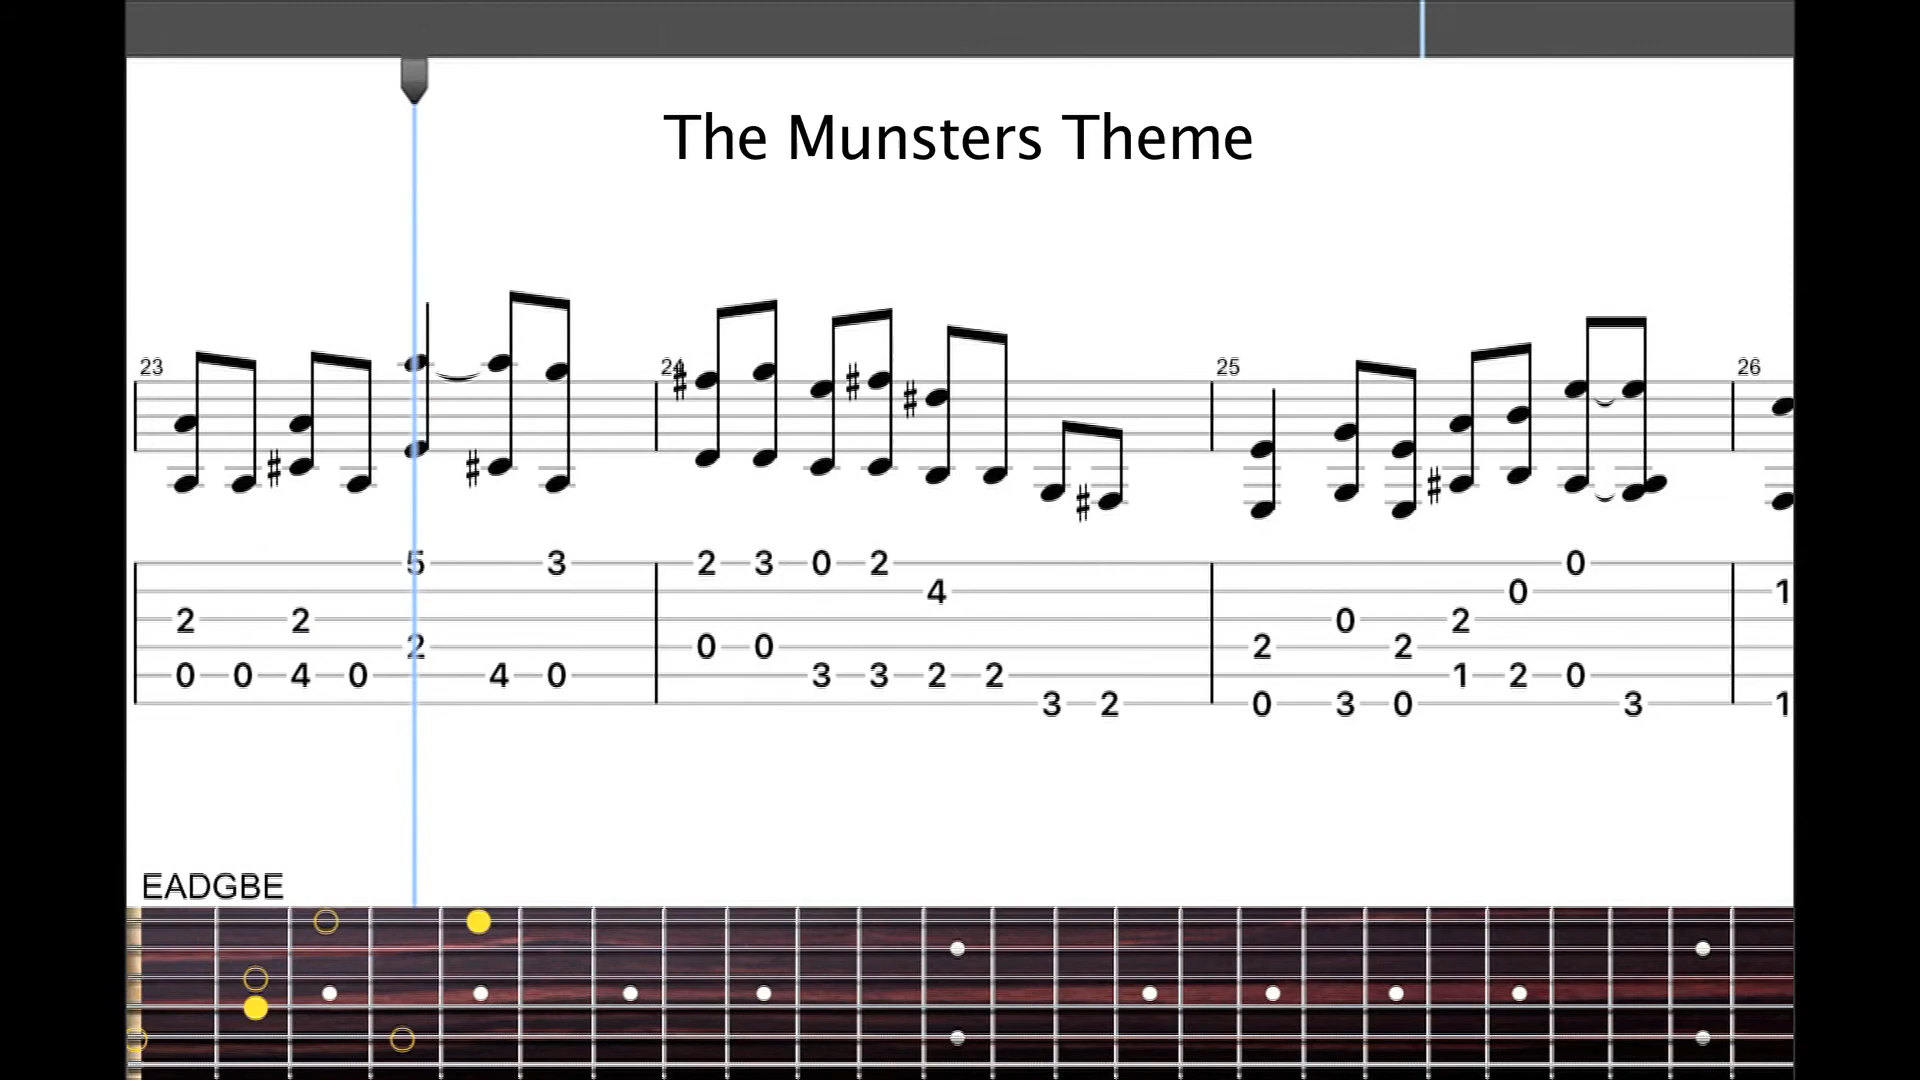 The Munsters Theme
23 24 25 26
5 3 2 3 0 2 0
4 0 1
2 2 0 2
2 0 0 2 2
0 0 4 0 4 0 3 3 2 2 1 2 0
3 2 0 3 0 3 1
EADGBE